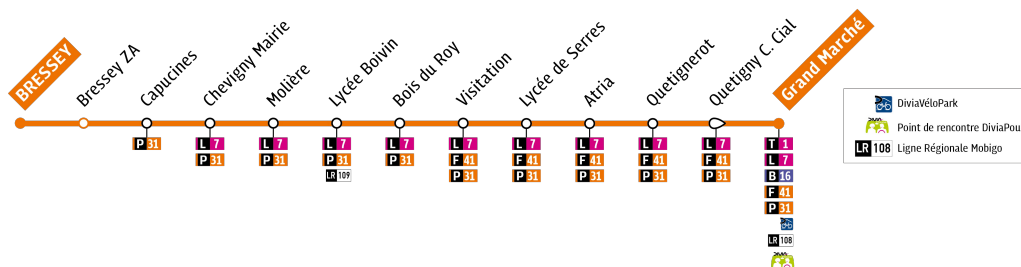 BRESSEY
Bressey ZA
Capucines
Chevigny Mairie
Molière
Lycée Boivin
Bois du Roy
Visitation
Lycée de Serres
Atria
Quetignerot
Quetigny C. Cial
Grand Marché
P 31
L 7
P 31
L 7
P 31
L 7
P 31
LR 109
L 7
P 31
L 7
F 41
P 31
L 7
F 41
P 31
L 7
F 41
P 31
L 7
F 41
P 31
L 7
F 41
P 31
T 1
L 7
B 16
F 41
P 31
LR 108
DIVIA
DiviaVéloPark
DIVIA
Point de rencontre DiviaPou
LR 108 Ligne Régionale Mobigo